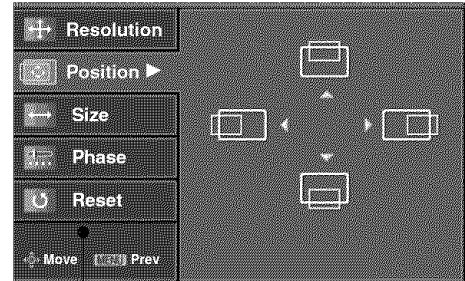 Resolution
Position ►
Size
Phase
Reset
Move MENU Prev